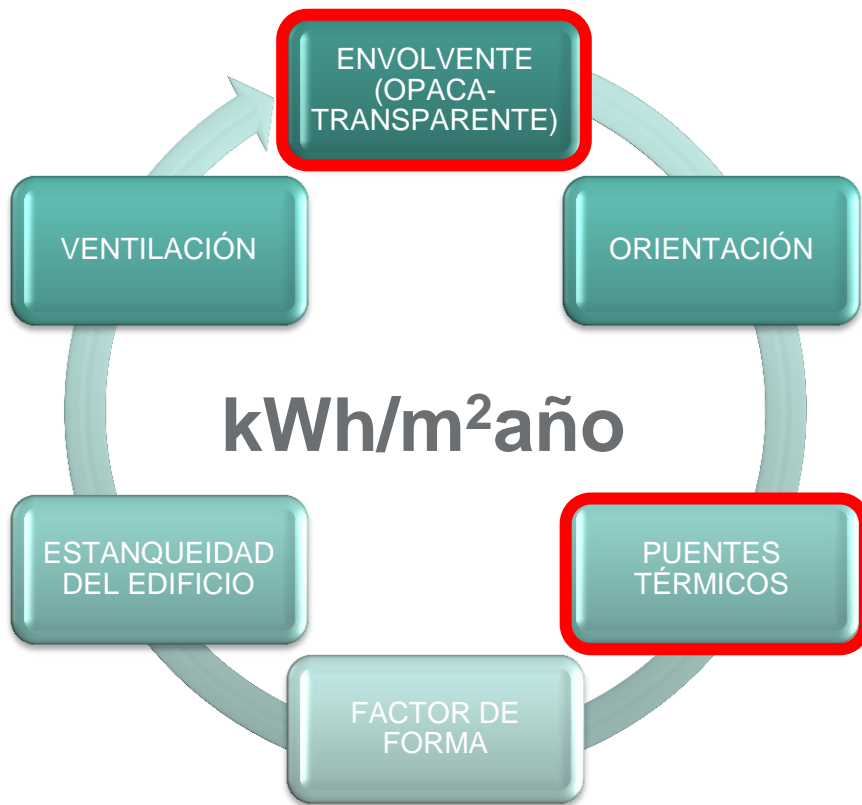 ENVOLVENTE
(OPACA-
TRANSPARENTE)
VENTILACIÓN
ORIENTACIÓN
kWh/m²año
ESTANQUEIDAD
DEL EDIFICIO
PUENTES
TÉRMICOS
FACTOR DE
FORMA